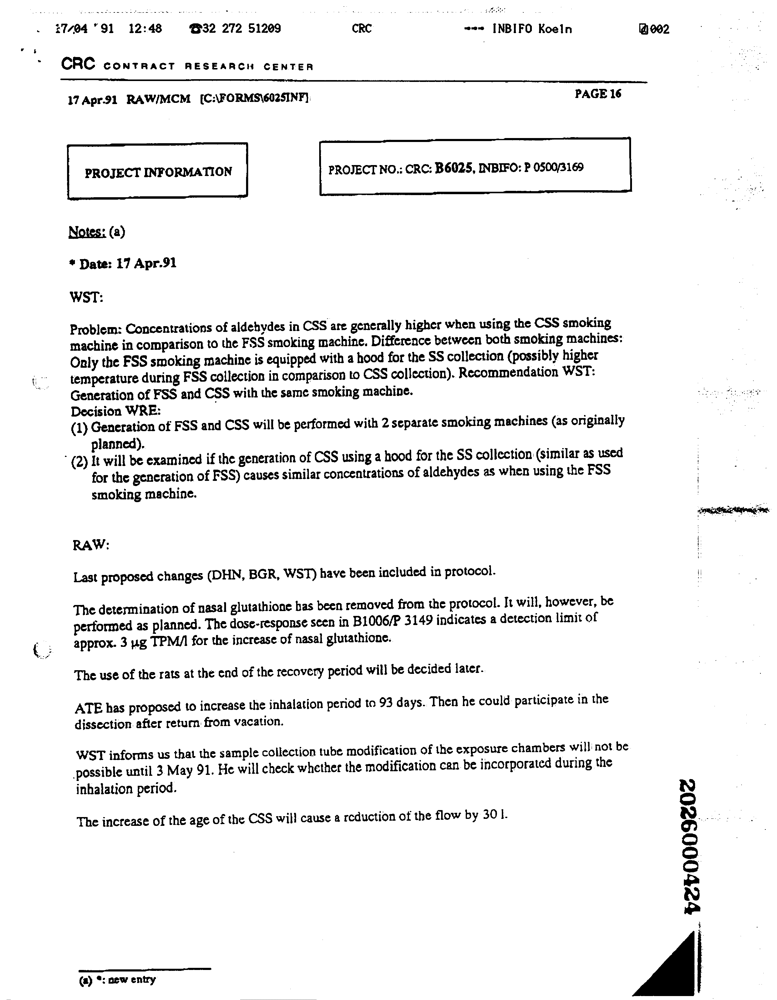 17/04 '91 12:48 ☎32 272 51209 CRC ---- INBIFO Koeln 002
CRC CONTRACT RESEARCH CENTER
17 Apr.91 RAW/MCM [C:\FORMS\6025INF] PAGE 16
PROJECT INFORMATION
PROJECT NO.: CRC: B6025, INBIFO: P 0500/3169
Notes: (a)
* Date: 17 Apr.91
WST:
Problem: Concentrations of aldehydes in CSS are generally higher when using the CSS smoking
machine in comparison to the FSS smoking machine. Difference between both smoking machines:
Only the FSS smoking machine is equipped with a hood for the SS collection (possibly higher
temperature during FSS collection in comparison to CSS collection). Recommendation WST:
Generation of FSS and CSS with the same smoking machine.
Decision WRE:
(1) Generation of FSS and CSS will be performed with 2 separate smoking machines (as originally
planned).
(2) It will be examined if the generation of CSS using a hood for the SS collection (similar as used
for the generation of FSS) causes similar concentrations of aldehydes as when using the FSS
smoking machine.
RAW:
Last proposed changes (DHN, BGR, WST) have been included in protocol.
The determination of nasal glutathione has been removed from the protocol. It will, however, be
performed as planned. The dose-response seen in B1006/P 3149 indicates a detection limit of
approx. 3 µg TPM/l for the increase of nasal glutathione.
The use of the rats at the end of the recovery period will be decided later.
ATE has proposed to increase the inhalation period to 93 days. Then he could participate in the
dissection after return from vacation.
WST informs us that the sample collection tube modification of the exposure chambers will not be
possible until 3 May 91. He will check whether the modification can be incorporated during the
inhalation period.
The increase of the age of the CSS will cause a reduction of the flow by 30 l.
2026000424
(a) *: new entry